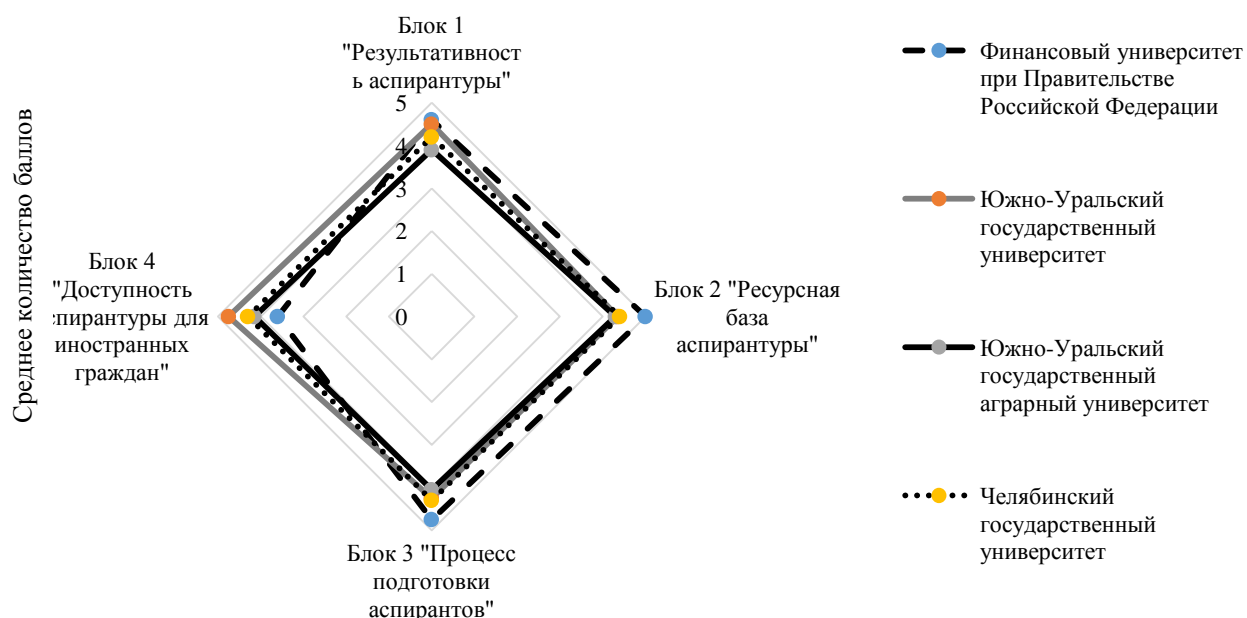 Блок 1
"Результативност
ь аспирантуры"
5
4
3
2
1
0
Среднее количество баллов
Блок 4
"Доступность
спирантуры для
иностранных
граждан"
Блок 2 "Ресурсная
база
аспирантуры"
Блок 3 "Процесс
подготовки
аспирантов"
Финансовый университет
при Правительстве
Российской Федерации
Южно-Уральский
государственный
университет
Южно-Уральский
государственный
аграрный университет
Челябинский
государственный
университет